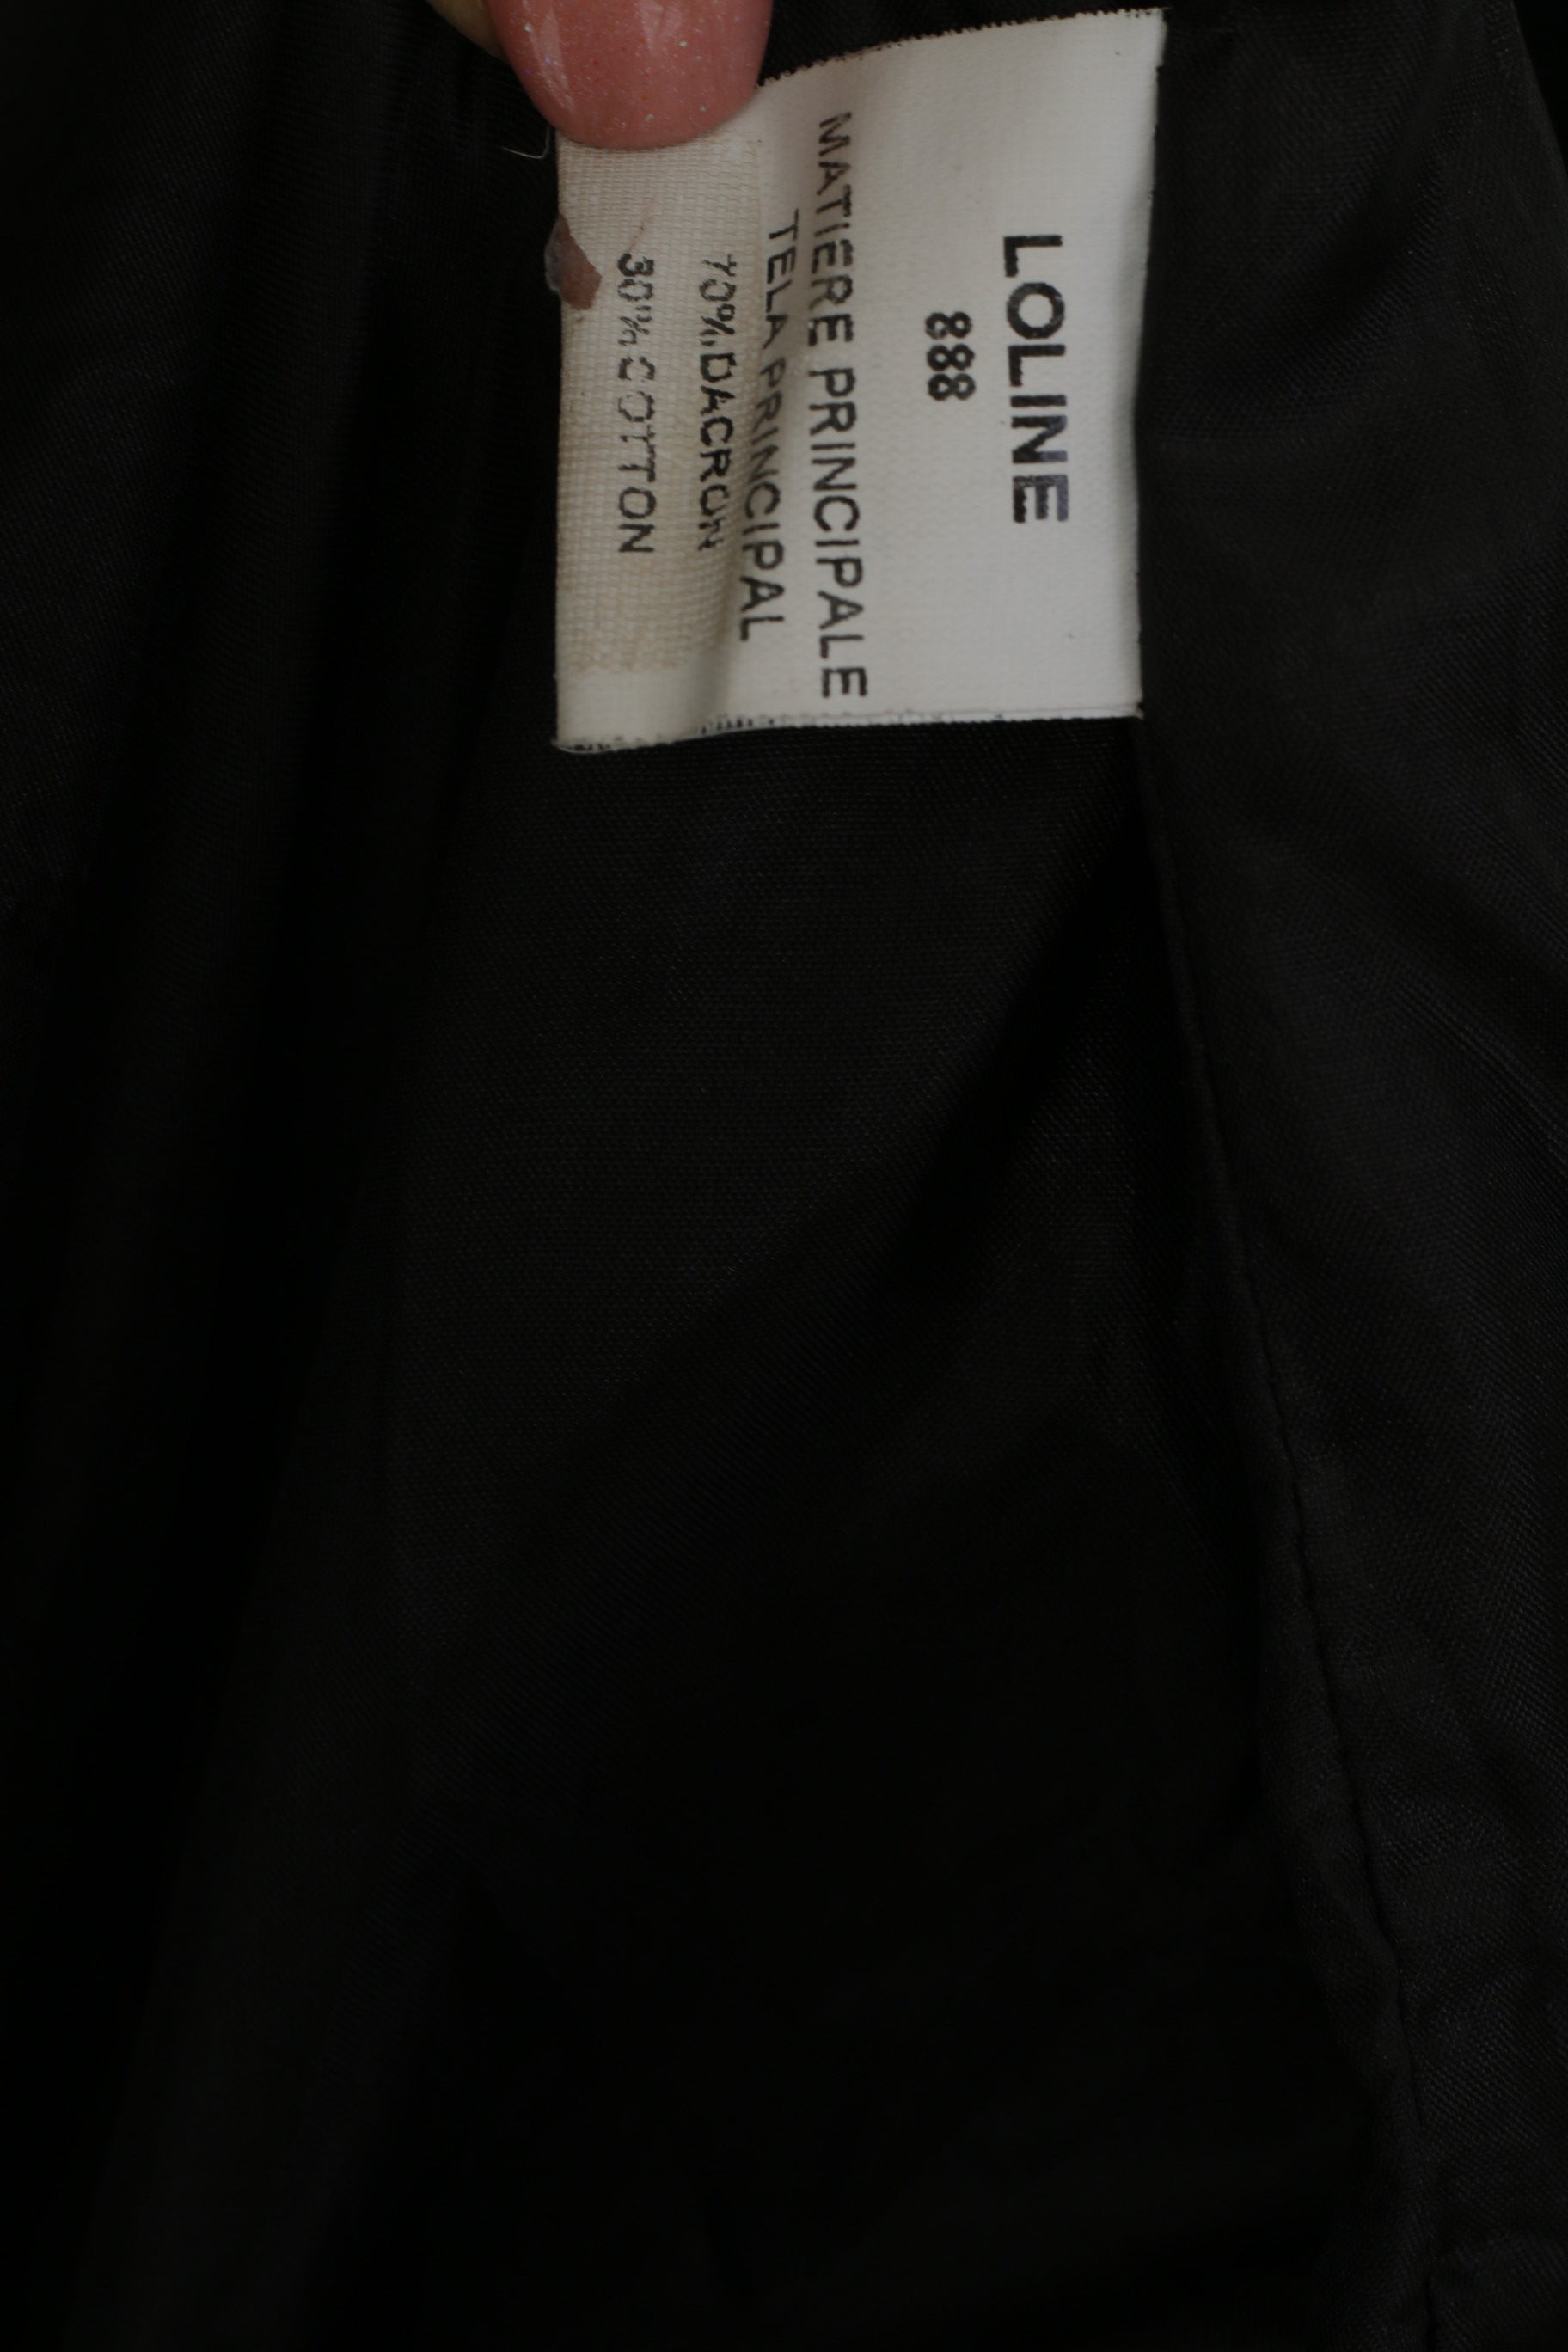 LOLINE
888
MATIERE PRINCIPALE
TELA PRINCIPAL
70% DACRON
30% COTTON